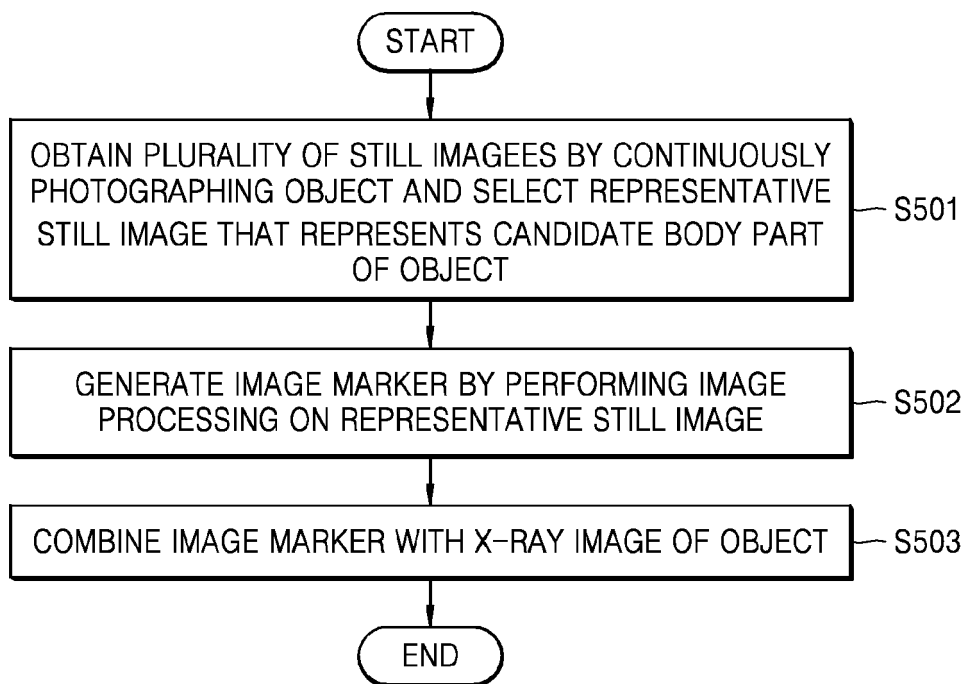 START
OBTAIN PLURALITY OF STILL IMAGEES BY CONTINUOUSLY
PHOTOGRAPHING OBJECT AND SELECT REPRESENTATIVE
STILL IMAGE THAT REPRESENTS CANDIDATE BODY PART
OF OBJECT
S501
GENERATE IMAGE MARKER BY PERFORMING IMAGE
PROCESSING ON REPRESENTATIVE STILL IMAGE
S502
COMBINE IMAGE MARKER WITH X-RAY IMAGE OF OBJECT
S503
END